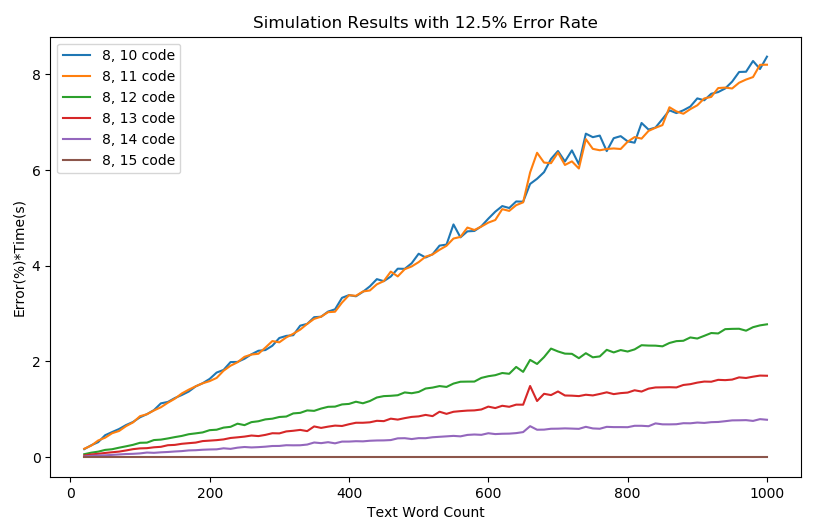 Simulation Results with 12.5% Error Rate
8, 10 code
8, 11 code
8, 12 code
8, 13 code
8, 14 code
8, 15 code
Error(%)*Time(s)
8
6
4
2
0
0 200 400 600 800 1000
Text Word Count